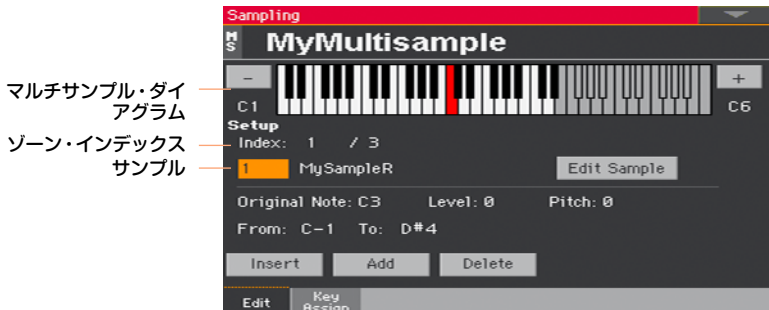 Sampling
MS MyMultisample
マルチサンプル・ダイ
アグラム
- +
C1 C6
Setup
ゾーン・インデックス
Index: 1 / 3
サンプル
1 MySampleR Edit Sample
Original Note: C3 Level: 0 Pitch: 0
From: C-1 To: D#4
Insert Add Delete
Edit Key Assign